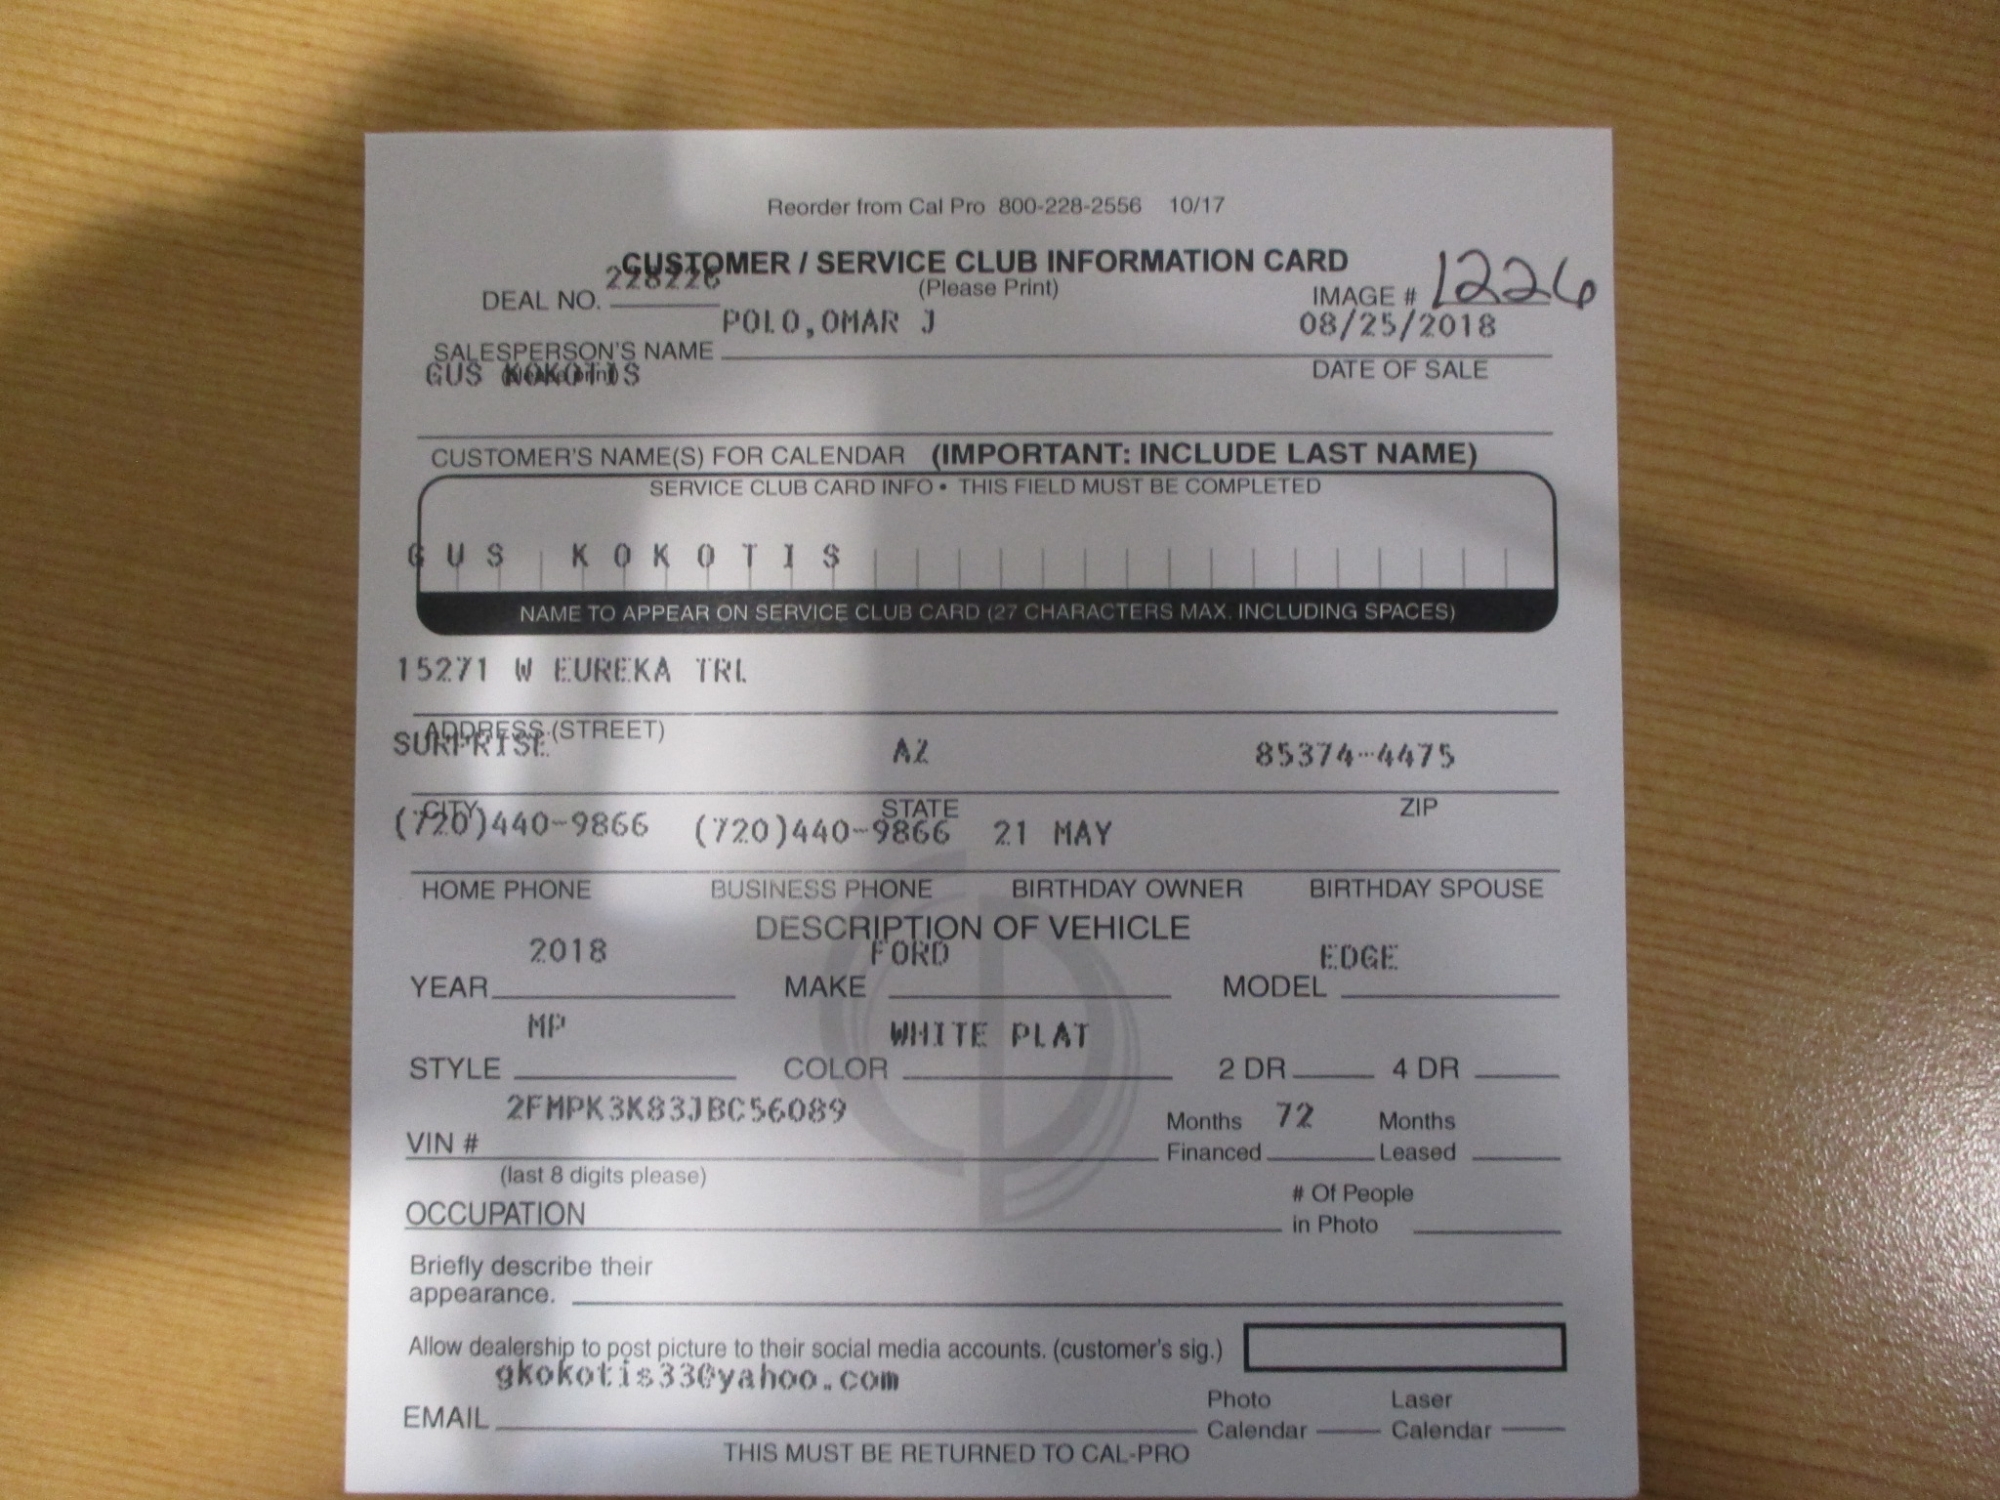 Reorder from Cal Pro 800-228-2556 10/17
CUSTOMER / SERVICE CLUB INFORMATION CARD
(Please Print)
DEAL NO. 228226
IMAGE # 1226
POLO,OMAR J
08/25/2018
SALESPERSON'S NAME
(please print)
DATE OF SALE
GUS KOKOTIS
CUSTOMER'S NAME(S) FOR CALENDAR (IMPORTANT: INCLUDE LAST NAME)
SERVICE CLUB CARD INFO • THIS FIELD MUST BE COMPLETED
GUS KOKOTIS
NAME TO APPEAR ON SERVICE CLUB CARD (27 CHARACTERS MAX. INCLUDING SPACES)
15271 W EUREKA TRL
ADDRESS (STREET)
SURPRISE AZ 85374-4475
CITY STATE ZIP
(720)440-9866 (720)440-9866 21 MAY
HOME PHONE BUSINESS PHONE BIRTHDAY OWNER BIRTHDAY SPOUSE
DESCRIPTION OF VEHICLE
2018 FORD EDGE
YEAR MAKE MODEL
MP WHITE PLAT
STYLE COLOR 2 DR 4 DR
2FMPK3K83JBC56089
VIN #
(last 8 digits please)
Months Financed 72 Months Leased
OCCUPATION
# Of People in Photo
Briefly describe their
appearance.
Allow dealership to post picture to their social media accounts. (customer's sig.)
gkokotis33@yahoo.com
EMAIL
Photo Calendar Laser Calendar
THIS MUST BE RETURNED TO CAL-PRO